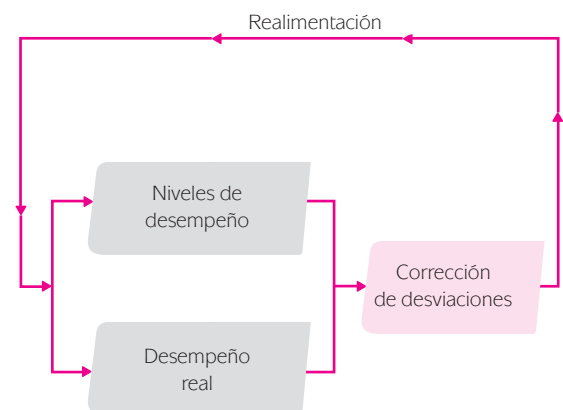 Realimentación
Niveles de
desempeño
Corrección
de desviaciones
Desempeño
real